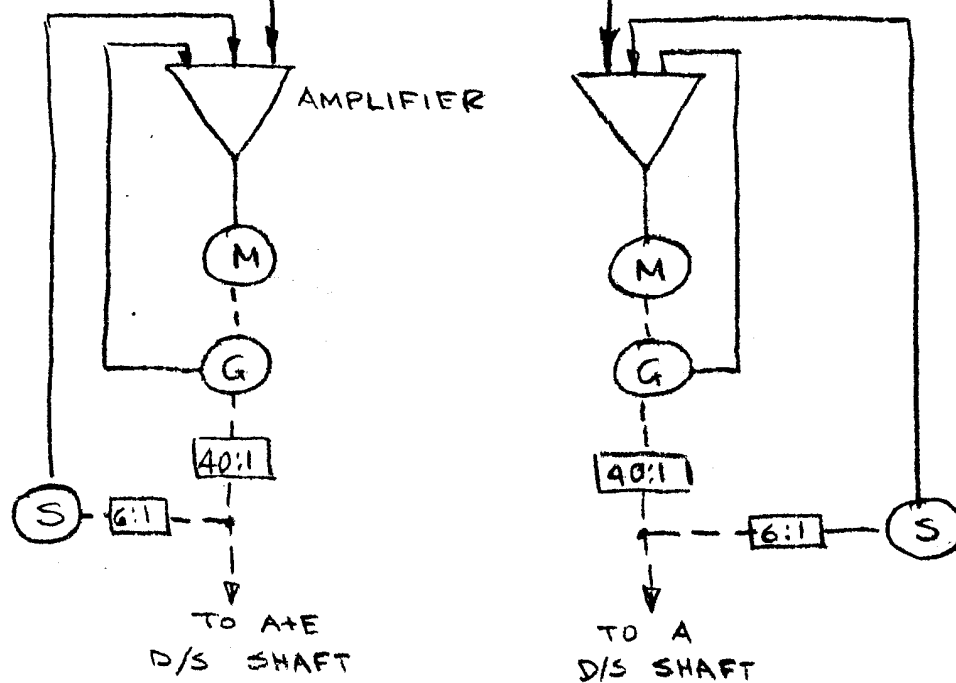 AMPLIFIER
M
M
G
G
40:1
40:1
S
6:1
6:1
S
TO A+E
D/S SHAFT
TO A
D/S SHAFT